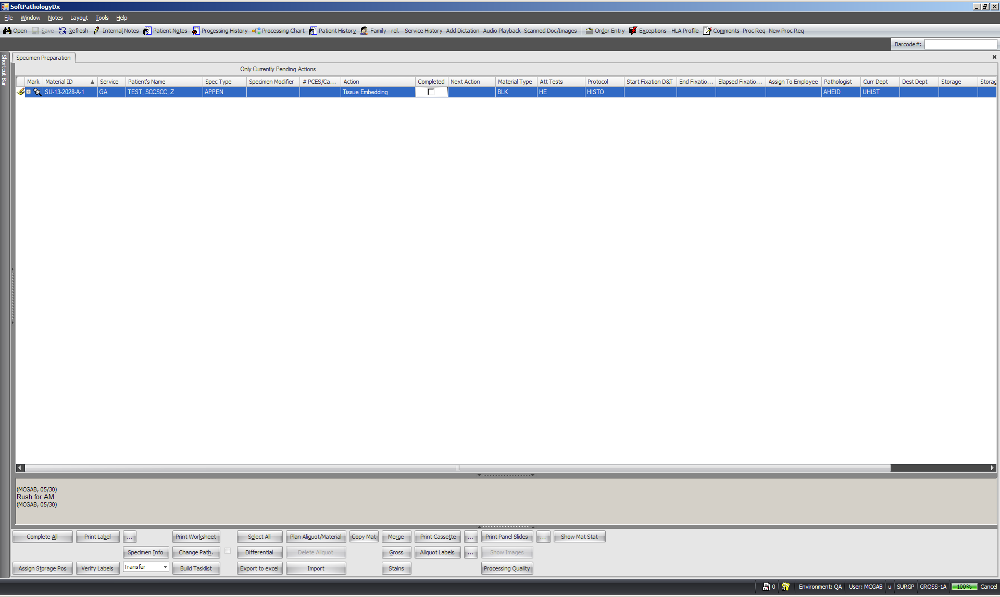 SoftPathologyDx
File Window Notes Layout Tools Help
Open Save Refresh Internal Notes Patient Notes Processing History Processing Chart Patient History Family - rel. Service History Add Dictation Audio Playback Scanned Doc/Images Order Entry Exceptions HLA Profile Comments Proc Req New Proc Req
Barcode#:
Shortcut Bar
Specimen Preparation
Only Currently Pending Actions
Mark Material ID Service Patient's Name Spec Type Specimen Modifier # PCES/Ca... Action Completed Next Action Material Type Att Tests Protocol Start Fixation D&T End Fixatio... Elapsed Fixatio... Assign To Employee Pathologist Curr Dept Dest Dept Storage Storag
SU-13-2028-A-1 GA TEST, SCCSCC, Z APPEN Tissue Embedding BLK HE HISTO AHEID UHIST
(MCGAB, 05/30)
Rush for AM
(MCGAB, 05/30)
Complete All Print Label ... Print Worksheet Select All Plan Aliquot/Material Copy Mat Merge Print Cassette ... Print Panel Slides ... Show Mat Stat
Specimen Info Change Path. Differential Delete Aliquot Gross Aliquot Labels ... Show Images
Assign Storage Pos Verify Labels Transfer Build Tasklist Export to excel Import Stains Processing Quality
0 Environment: QA User: MCGAB u SURGP GROSS-1A 100% Cancel